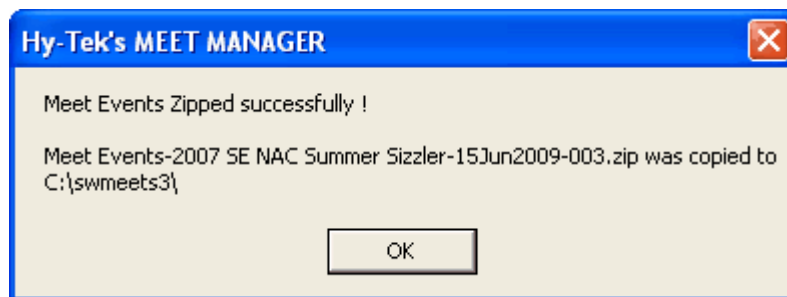 Hy-Tek's MEET MANAGER
Meet Events Zipped successfully !
Meet Events-2007 SE NAC Summer Sizzler-15Jun2009-003.zip was copied to
C:\swmeets3\
OK